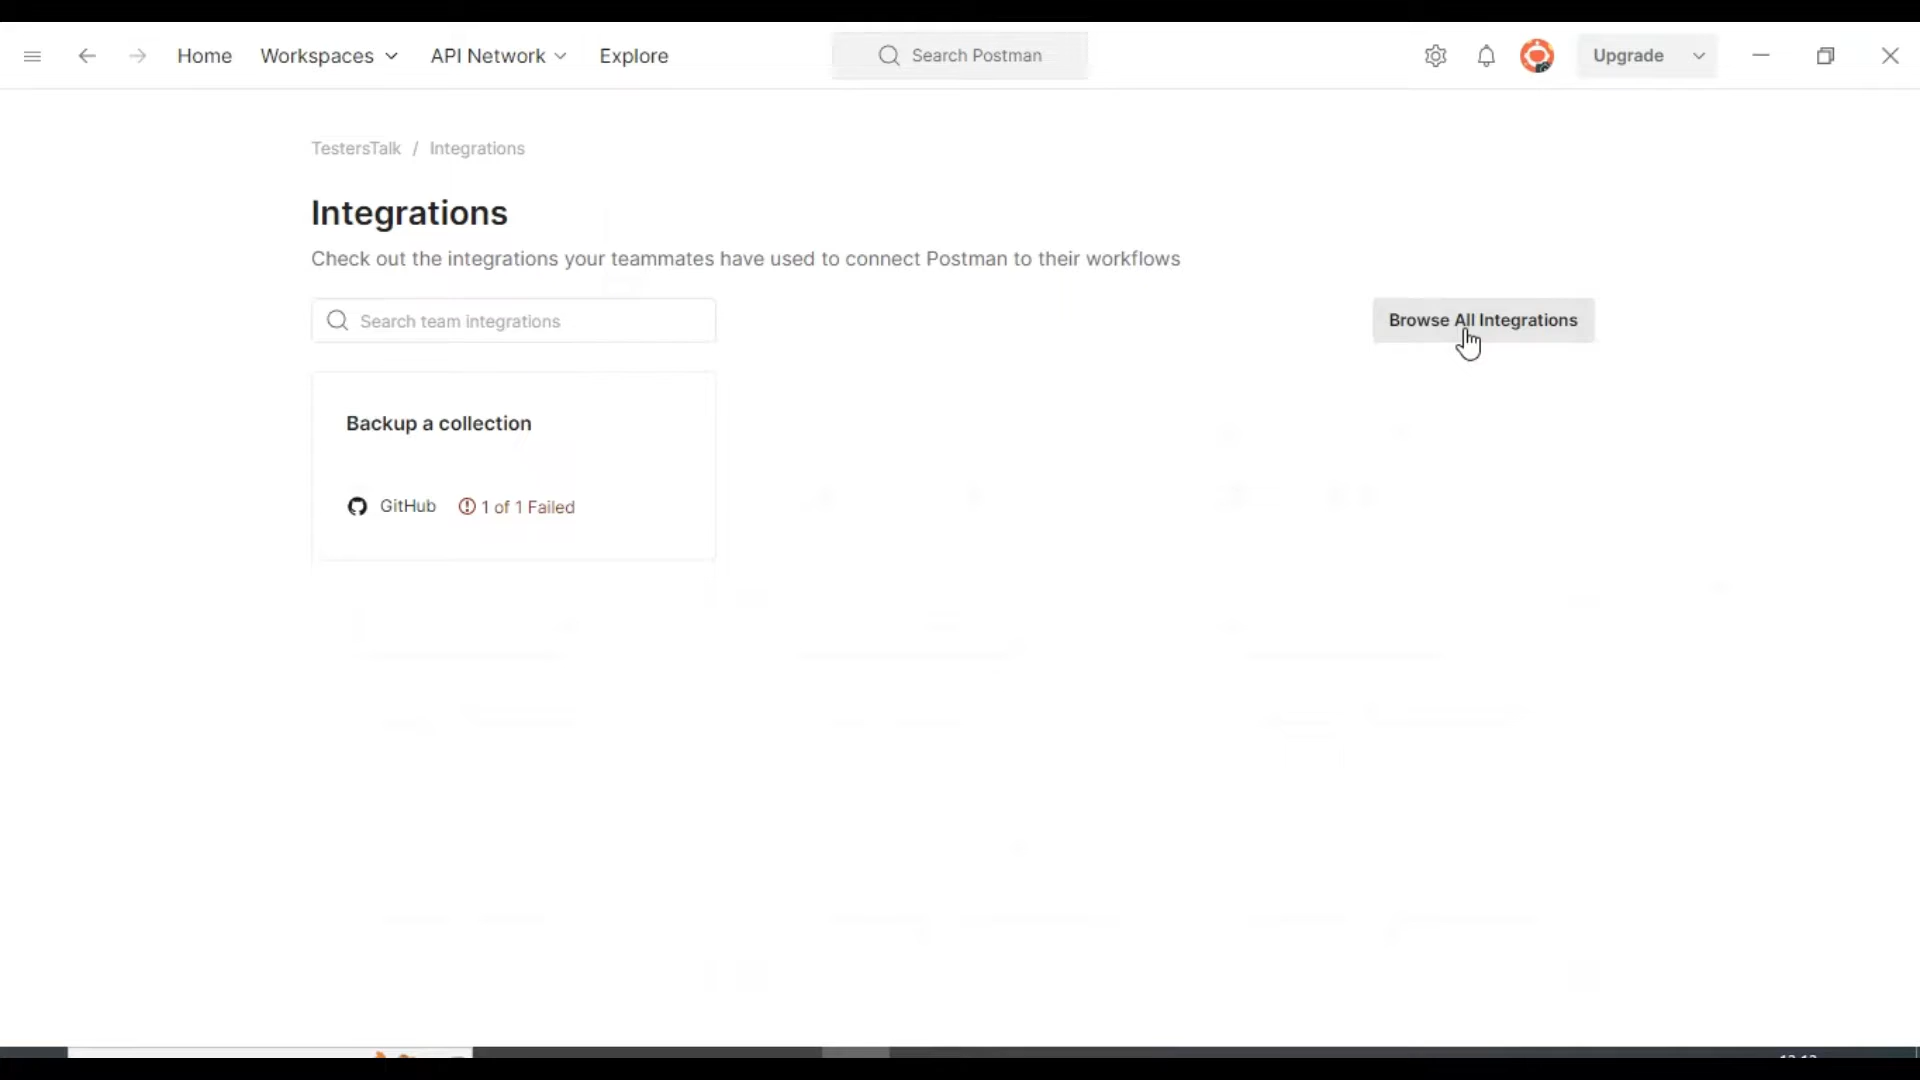 Home Workspaces API Network Explore Search Postman Upgrade
TestersTalk / Integrations
Integrations
Check out the integrations your teammates have used to connect Postman to their workflows
Search team integrations Browse All Integrations
Backup a collection
GitHub 1 of 1 Failed